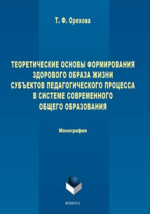 Т. Ф. Орехова
ТЕОРЕТИЧЕСКИЕ ОСНОВЫ ФОРМИРОВАНИЯ
ЗДОРОВОГО ОБРАЗА ЖИЗНИ
СУБЪЕКТОВ ПЕДАГОГИЧЕСКОГО ПРОЦЕССА
В СИСТЕМЕ СОВРЕМЕННОГО
ОБЩЕГО ОБРАЗОВАНИЯ
Монография